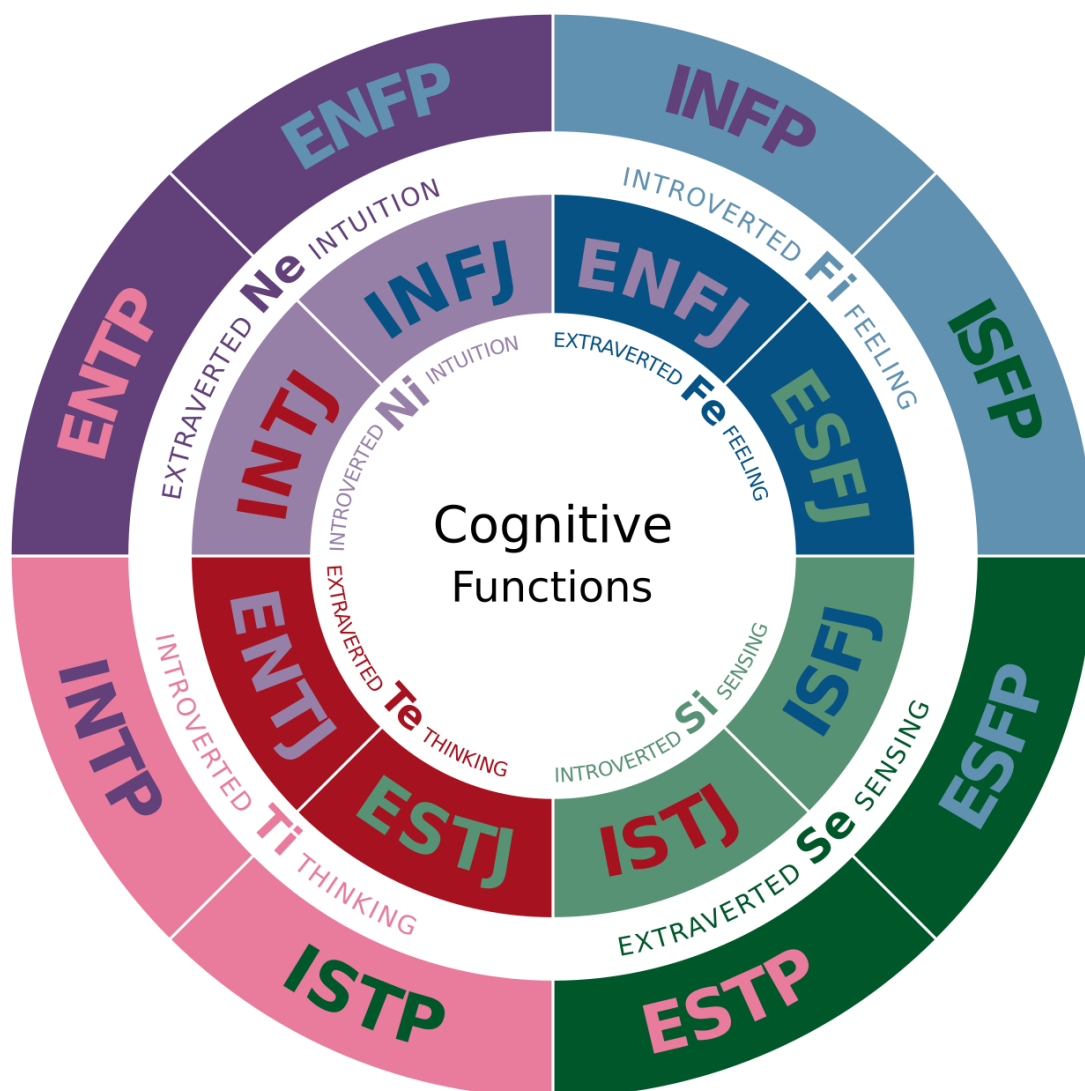 ENFP
INFP
ENTP
EXTRAVERTED Ne INTUITION
INTROVERTED Fi FEELING
ISFP
INFJ
ENFJ
INTJ
INTROVERTED Ni INTUITION
EXTRAVERTED Fe FEELING
ESFJ
Cognitive
Functions
ENTJ
EXTRAVERTED Te THINKING
INTROVERTED Si SENSING
ISFJ
ESTJ
ISTJ
INTP
INTROVERTED Ti THINKING
EXTRAVERTED Se SENSING
ESFP
ISTP
ESTP